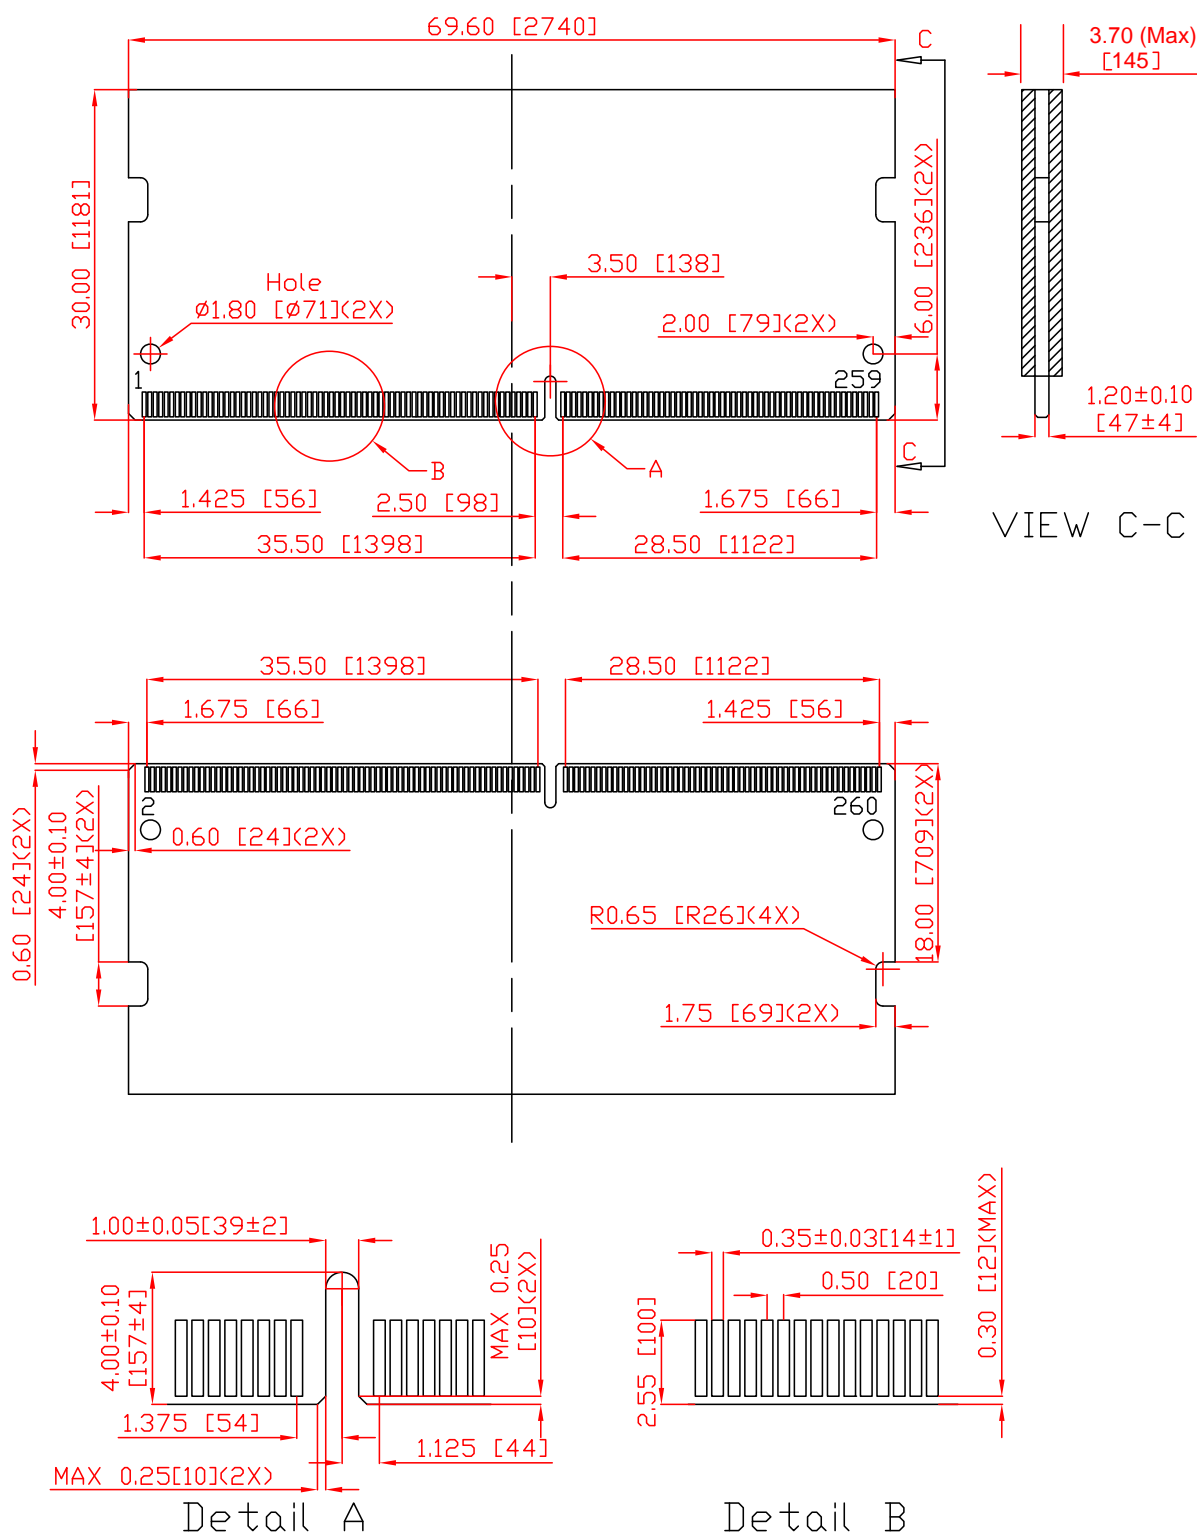 69.60 [2740]
C
3.70 (Max)
[145]
30.00 [1181]
6.00 [236](2X)
3.50 [138]
Hole
Ø1.80 [Ø71](2X)
2.00 [79](2X)
1
259
1.20±0.10
[47±4]
B
A
C
1.425 [56]
2.50 [98]
1.675 [66]
VIEW C-C
35.50 [1398]
28.50 [1122]
35.50 [1398]
28.50 [1122]
1.675 [66]
1.425 [56]
2
260
0.60 [24](2X)
0.60 [24](2X)
4.00±0.10
[157±4](2X)
18.00 [709](2X)
R0.65 [R26](4X)
1.75 [69](2X)
1.00±0.05[39±2]
4.00±0.10
[157±4]
MAX 0.25
[10](2X)
1.375 [54]
1.125 [44]
MAX 0.25[10](2X)
Detail A
0.35±0.03[14±1]
0.50 [20]
2.55 [100]
0.30 [12](MAX)
Detail B